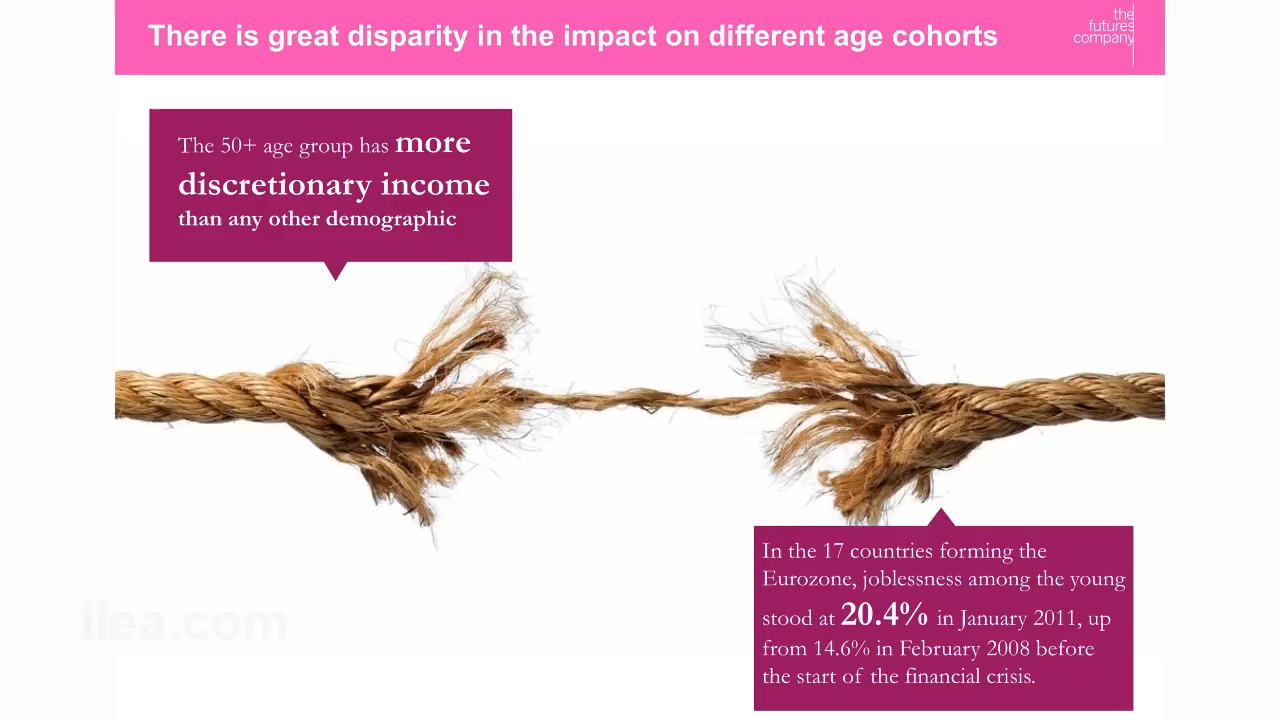 There is great disparity in the impact on different age cohorts
the
futures
company
The 50+ age group has more
discretionary income
than any other demographic
In the 17 countries forming the
Eurozone, joblessness among the young
stood at 20.4% in January 2011, up
from 14.6% in February 2008 before
the start of the financial crisis.